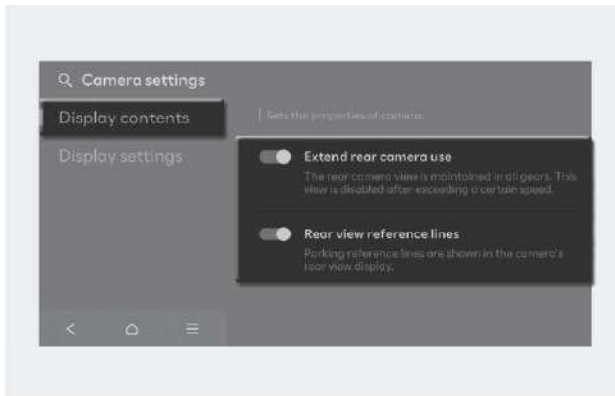 Camera settings
Display contents
Sets the properties of camera.
Display settings
Extend rear camera use
The rear camera view is maintained in all gears. This
view is disabled after exceeding a certain speed.
Rear view reference lines
Parking reference lines are shown in the camera's
rear view display.